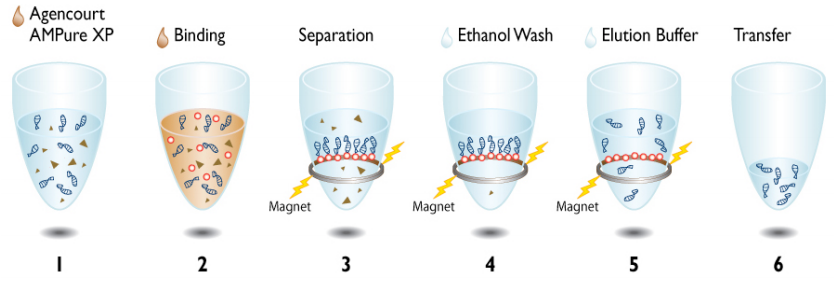 Agencourt
AMPure XP
Binding
Separation
Ethanol Wash
Elution Buffer
Transfer
Magnet
Magnet
Magnet
1
2
3
4
5
6